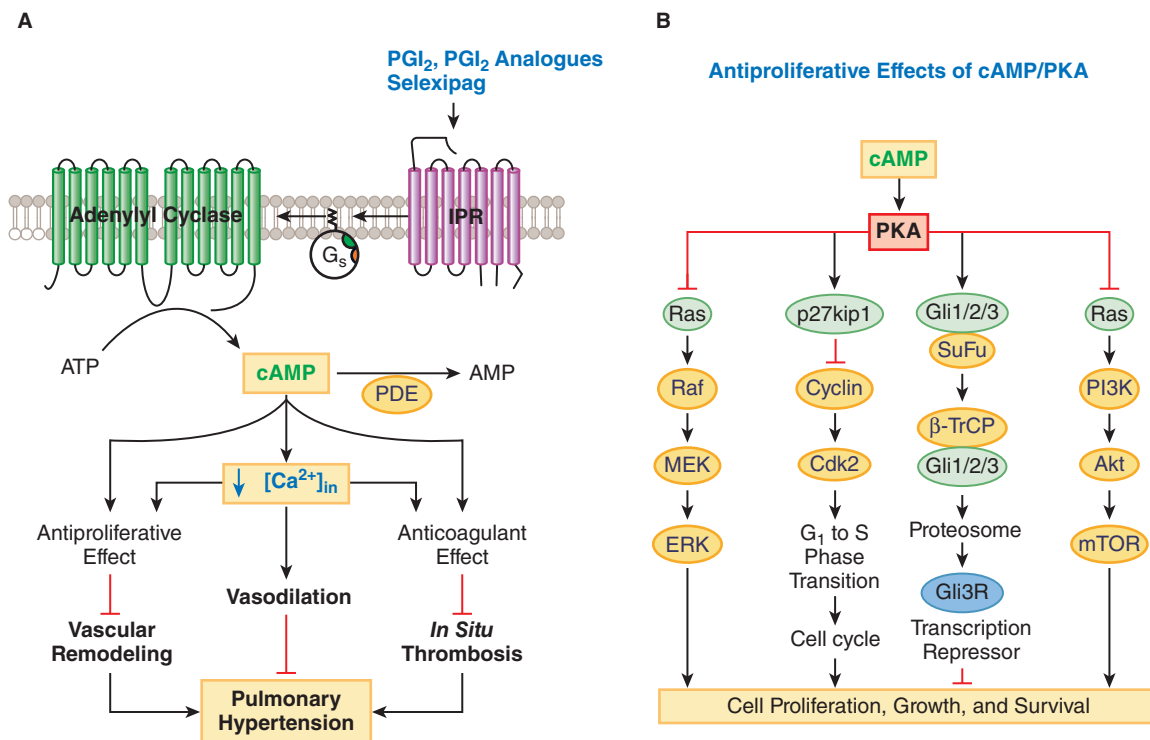 A
PGI₂, PGI₂ Analogues
Selexipag
Adenylyl Cyclase
IPR
Gₛ
ATP
cAMP
PDE
AMP
↓ [Ca²⁺]ᵢₙ
Antiproliferative
Effect
Anticoagulant
Effect
Vasodilation
Vascular
Remodeling
In Situ
Thrombosis
Pulmonary
Hypertension
B
Antiproliferative Effects of cAMP/PKA
cAMP
PKA
Ras
Raf
MEK
ERK
p27kip1
Cyclin
Cdk2
G₁ to S
Phase
Transition
Cell cycle
Gli1/2/3
SuFu
β-TrCP
Gli1/2/3
Proteosome
Gli3R
Transcription
Repressor
Ras
PI3K
Akt
mTOR
Cell Proliferation, Growth, and Survival